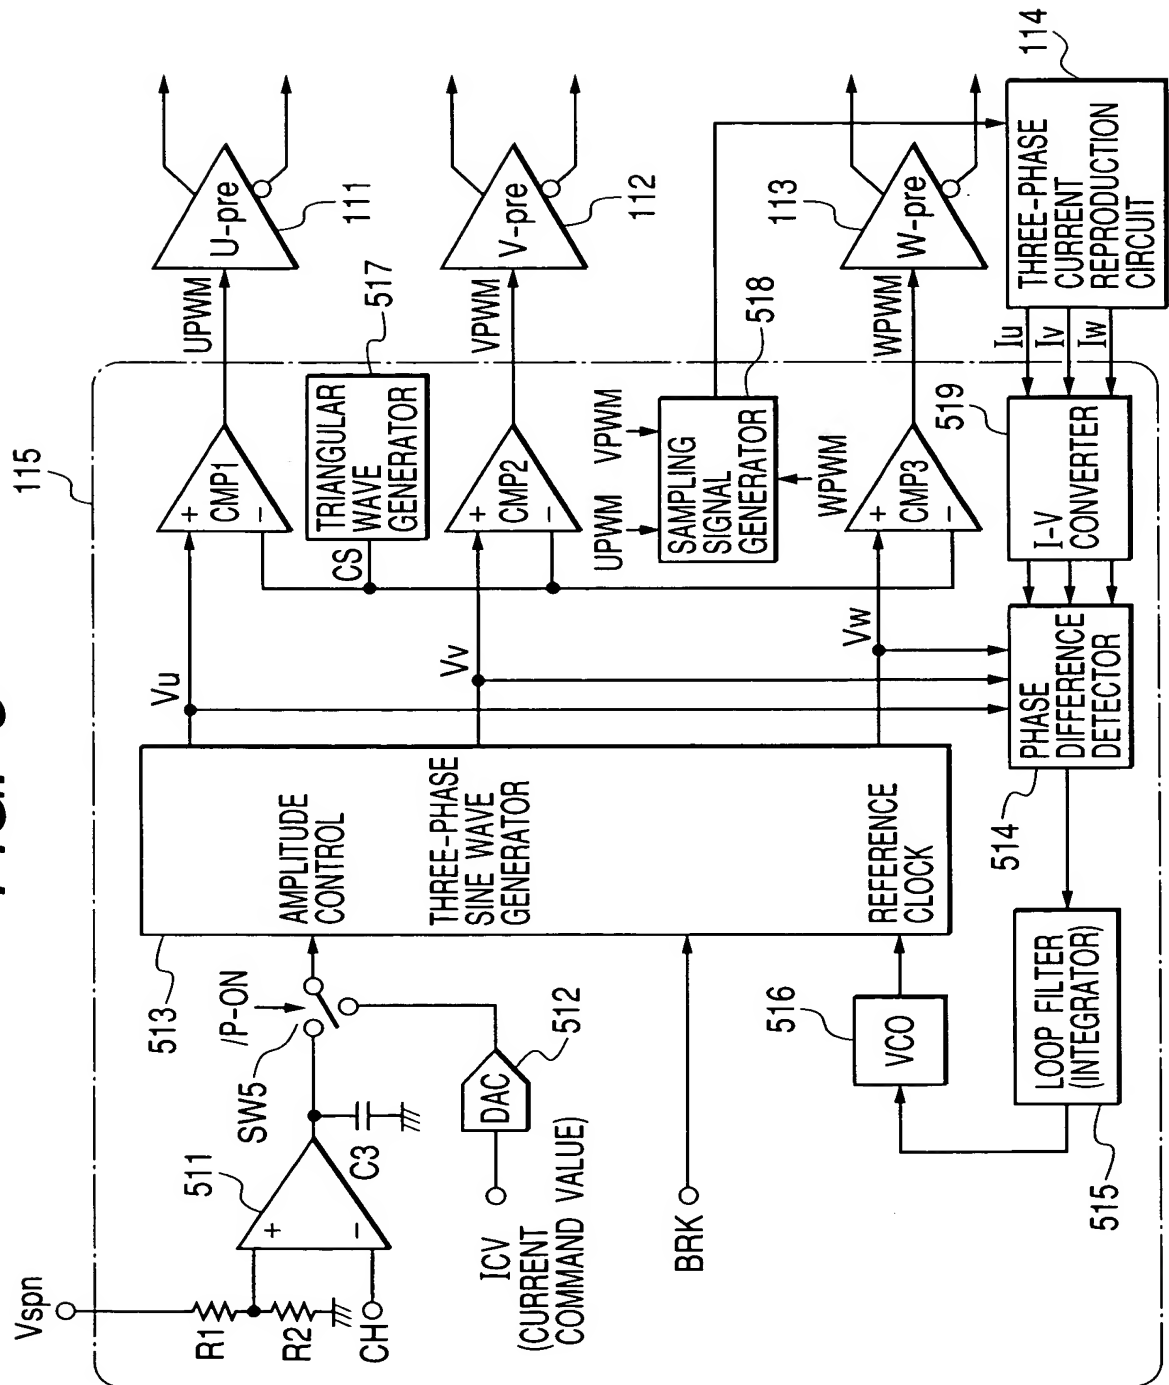 115
Vspn
R1
R2
CH
511
+
−
C3
SW5
/P-ON
ICV
(CURRENT
COMMAND VALUE)
DAC
512
BRK
513
AMPLITUDE
CONTROL
THREE-PHASE
SINE WAVE
GENERATOR
REFERENCE
CLOCK
VCO
516
LOOP FILTER
(INTEGRATOR)
515
PHASE
DIFFERENCE
DETECTOR
514
Vu
Vv
Vw
+
CMP1
−
TRIANGULAR
WAVE
GENERATOR
517
CS
+
CMP2
−
UPWM
VPWM
SAMPLING
SIGNAL
GENERATOR
518
WPWM
+
CMP3
−
I-V
CONVERTER
519
Iu
Iv
Iw
THREE-PHASE
CURRENT
REPRODUCTION
CIRCUIT
114
UPWM
U-pre
111
VPWM
V-pre
112
WPWM
W-pre
113